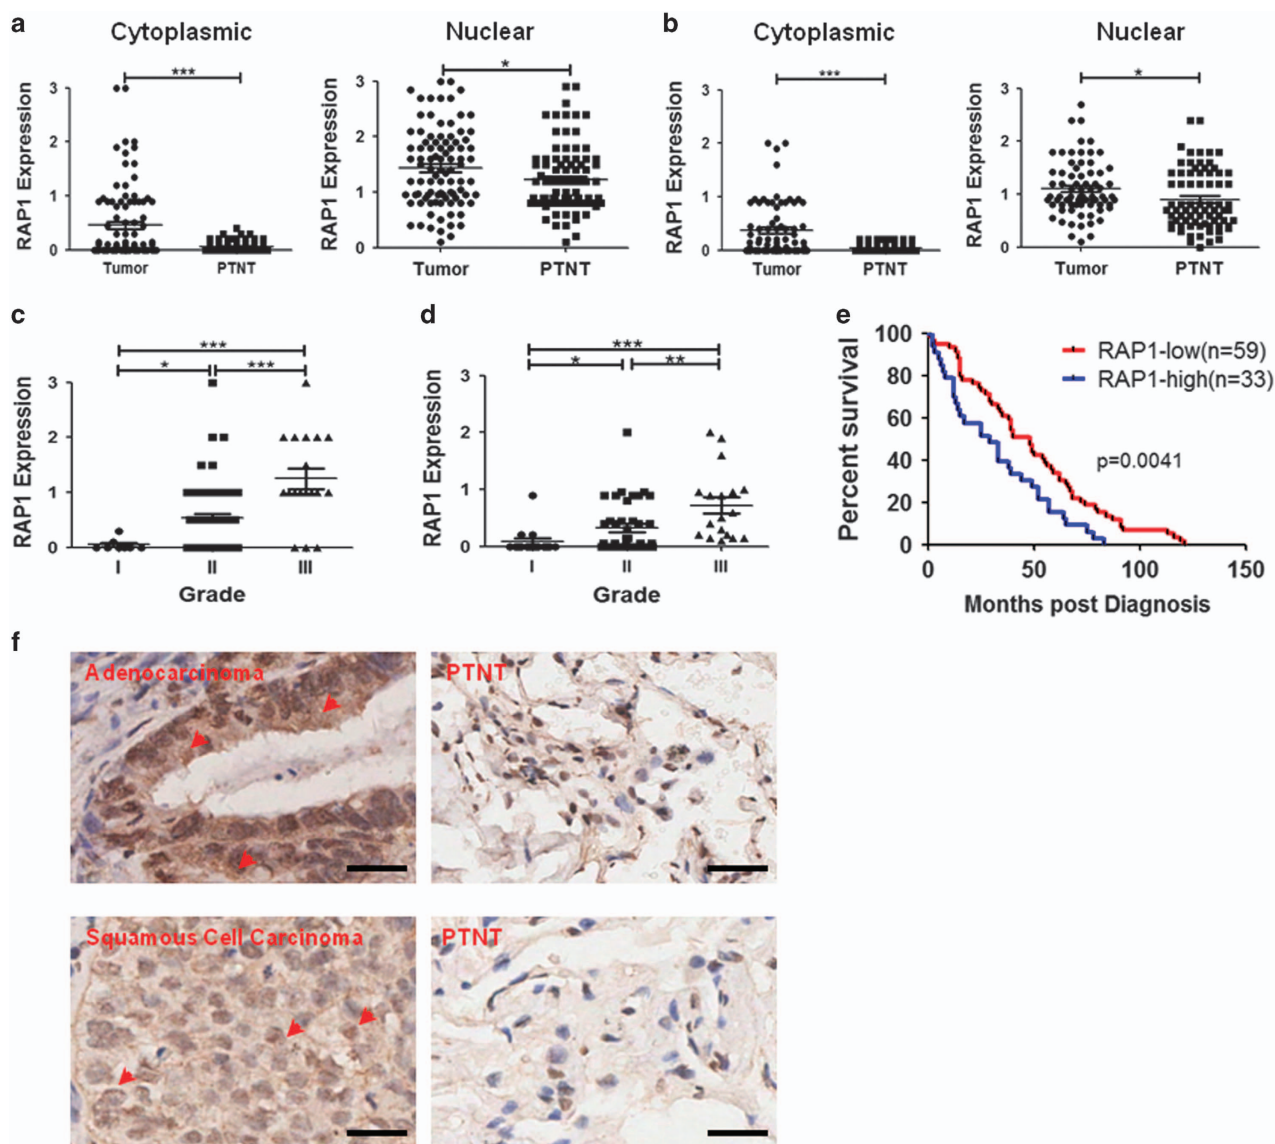 a
Cytoplasmic
Nuclear
***
*
RAP1 Expression
3
2
1
0
Tumor
PTNT
RAP1 Expression
3
2
1
0
Tumor
PTNT
b
Cytoplasmic
Nuclear
***
*
RAP1 Expression
3
2
1
0
Tumor
PTNT
RAP1 Expression
3
2
1
0
Tumor
PTNT
c
***
*
***
RAP1 Expression
3
2
1
0
I
II
III
Grade
d
***
*
**
RAP1 Expression
3
2
1
0
I
II
III
Grade
e
Percent survival
100
80
60
40
20
0
RAP1-low(n=59)
RAP1-high(n=33)
p=0.0041
0
50
100
150
Months post Diagnosis
f
Adenocarcinoma
PTNT
Squamous Cell Carcinoma
PTNT